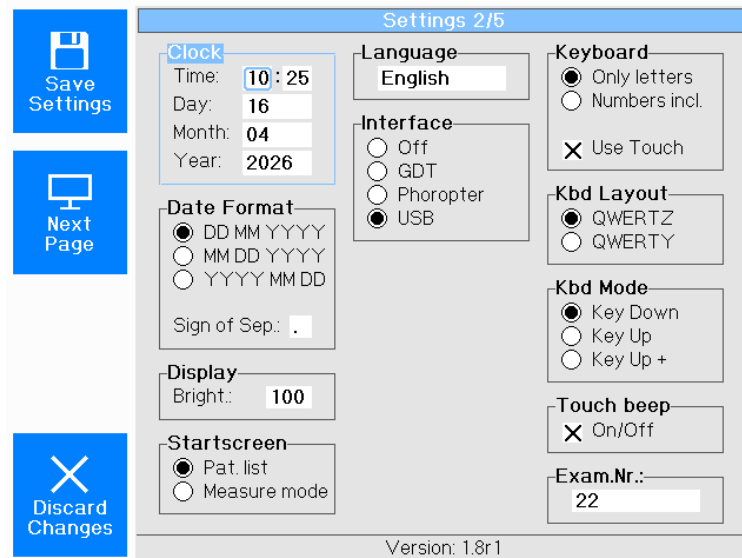 Settings 2/5
Save
Settings
Next
Page
Discard
Changes
Clock
Time: 10 : 25
Day: 16
Month: 04
Year: 2026
Date Format
DD MM YYYY
MM DD YYYY
YYYY MM DD
Sign of Sep.: .
Display
Bright.: 100
Startscreen
Pat. list
Measure mode
Language
English
Interface
Off
GDT
Phoropter
USB
Keyboard
Only letters
Numbers incl.
Use Touch
Kbd Layout
QWERTZ
QWERTY
Kbd Mode
Key Down
Key Up
Key Up +
Touch beep
On/Off
Exam.Nr.:
22
Version: 1.8r1